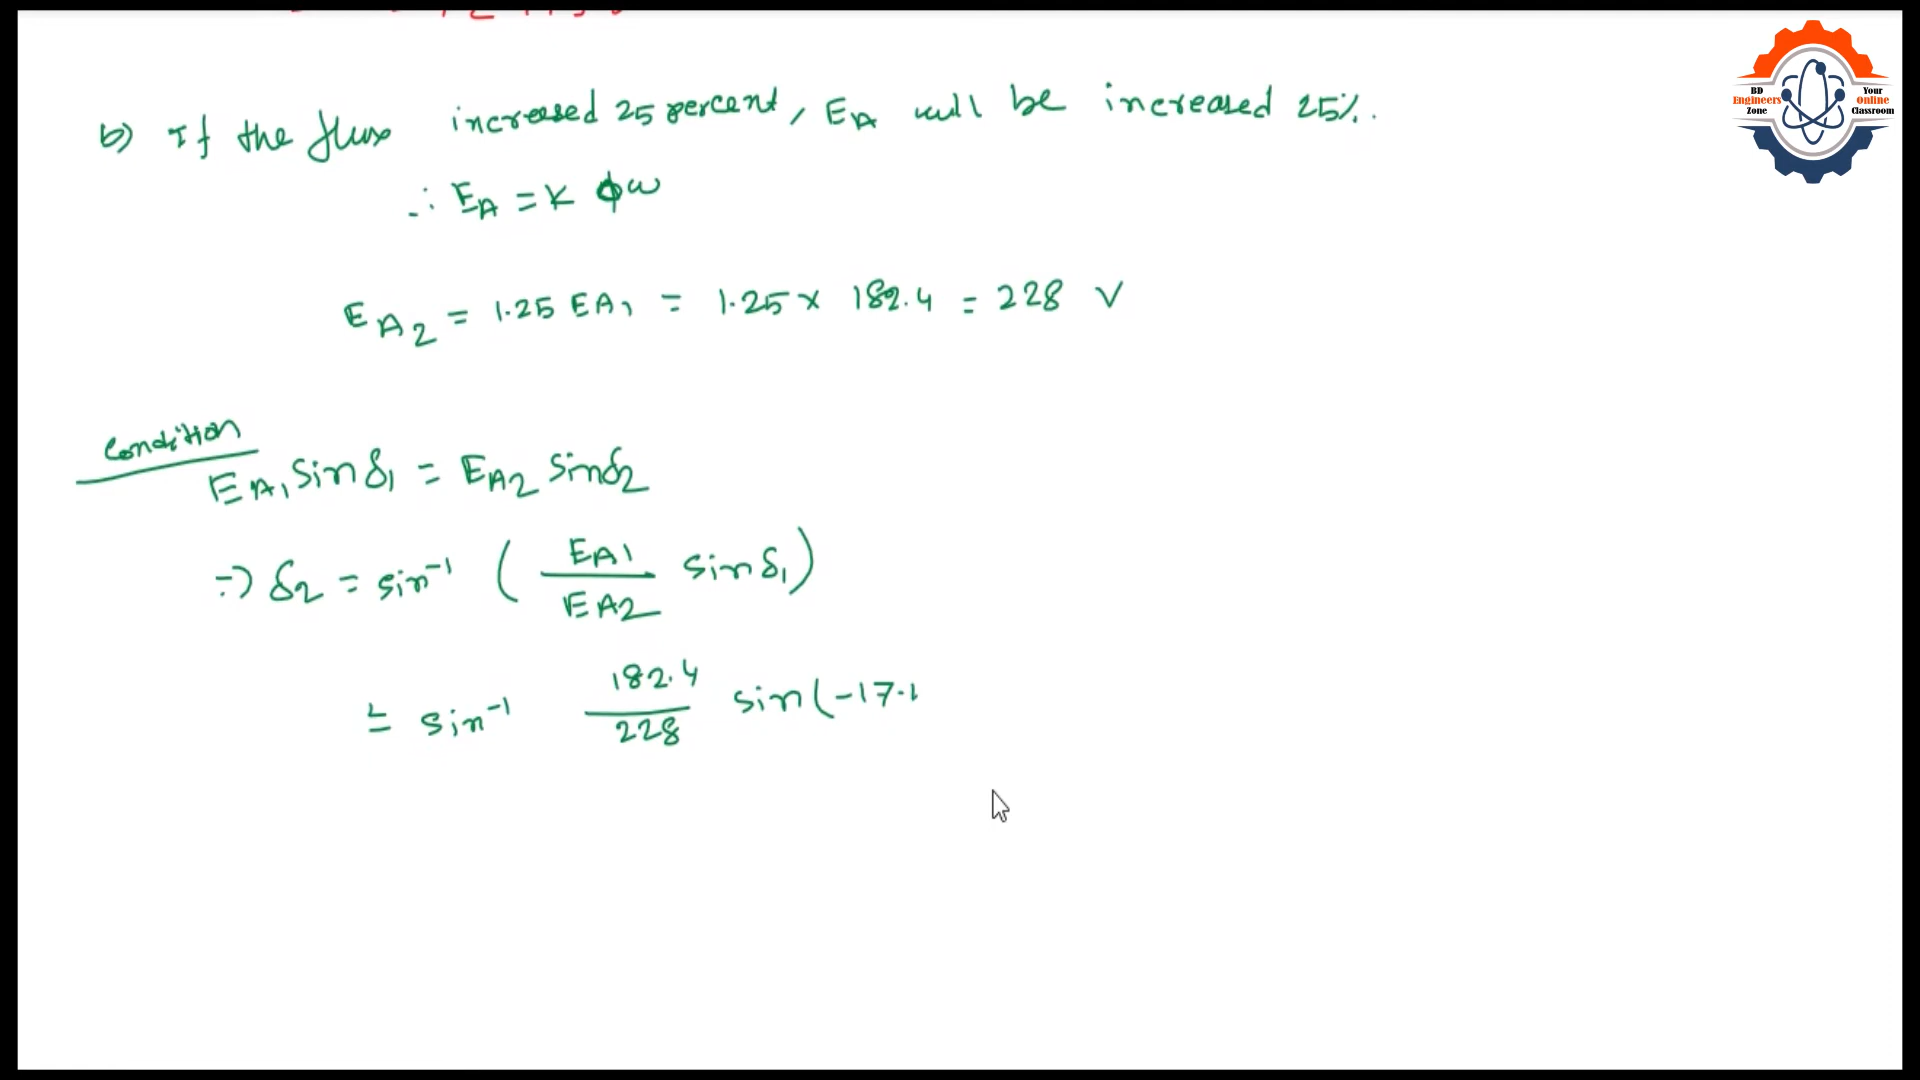 b) If the flux increased 25 percent, EA will be increased 25%.
∴ EA = K φω
EA2 = 1.25 EA1 = 1.25 × 182.4 = 228 V
Condition
EA1 sin δ1 = EA2 sin δ2
=> δ2 = sin⁻¹ ( EA1 / EA2 sin δ1 )
= sin⁻¹ 182.4 / 228 sin(-17.1
BD Engineers Zone
Your Online Classroom